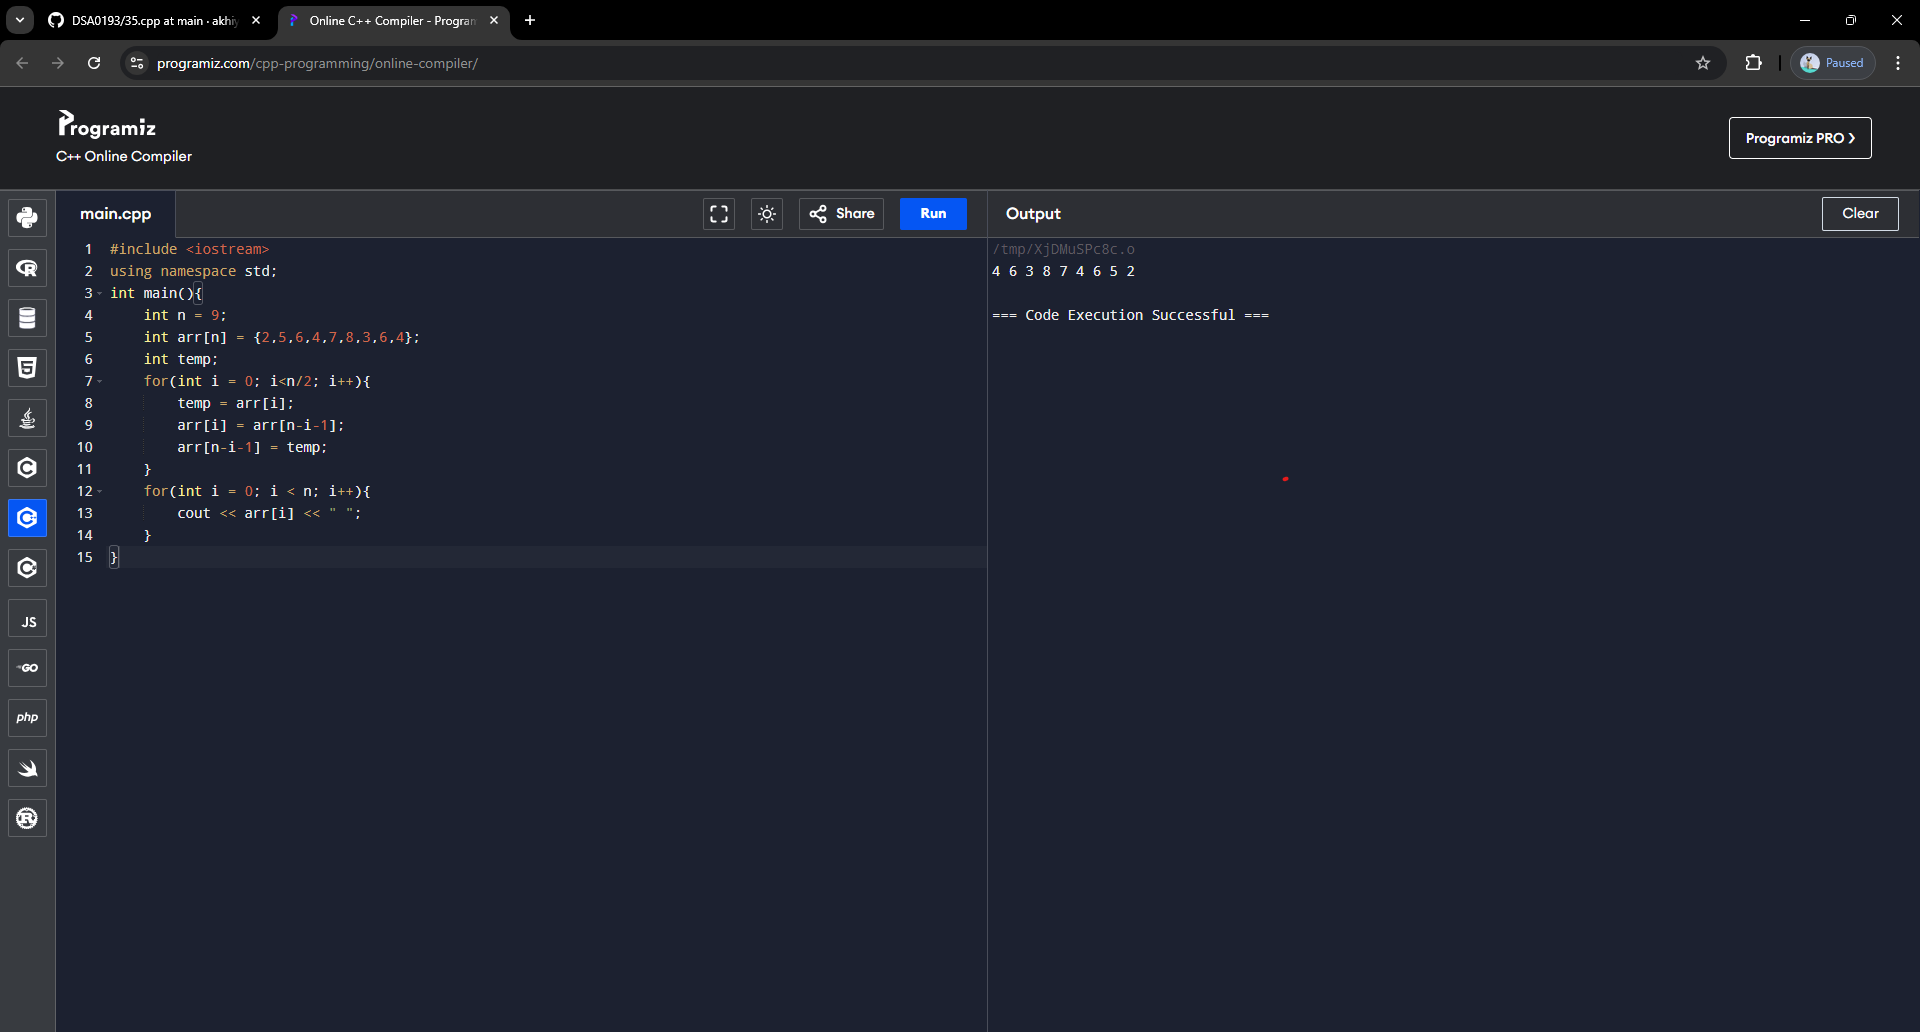 DSA0193/35.cpp at main · akhiy
Online C++ Compiler - Program
programiz.com/cpp-programming/online-compiler/
Paused
Programiz
C++ Online Compiler
Programiz PRO ❯
main.cpp
Share
Run
Output
Clear
1 #include <iostream>
2 using namespace std;
3 int main(){
4     int n = 9;
5     int arr[n] = {2,5,6,4,7,8,3,6,4};
6     int temp;
7     for(int i = 0; i<n/2; i++){
8         temp = arr[i];
9         arr[i] = arr[n-i-1];
10         arr[n-i-1] = temp;
11     }
12     for(int i = 0; i < n; i++){
13         cout << arr[i] << " ";
14     }
15 }
/tmp/XjDMuSPc8c.o
4 6 3 8 7 4 6 5 2
=== Code Execution Successful ===
JS
GO
php